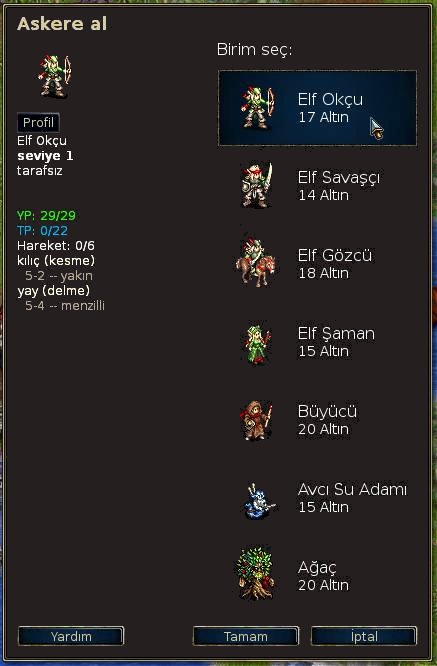 Askere al
Birim seç:
Profil
Elf Okçu
seviye 1
tarafsız
YP: 29/29
TP: 0/22
Hareket: 0/6
kılıç (kesme)
5-2 -- yakın
yay (delme)
5-4 -- menzilli
Elf Okçu
17 Altın
Elf Savaşçı
14 Altın
Elf Gözcü
18 Altın
Elf Şaman
15 Altın
Büyücü
20 Altın
Avcı Su Adamı
15 Altın
Ağaç
20 Altın
Yardım
Tamam
İptal